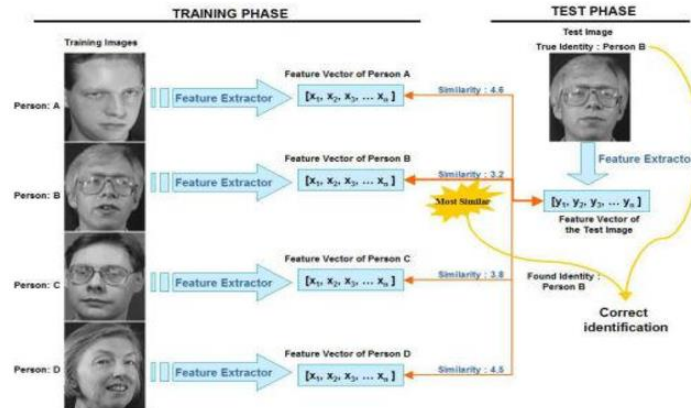 TRAINING PHASE
TEST PHASE
Training Images
Test Image
True Identity : Person B
Person: A
Feature Extractor
Feature Vector of Person A
[x1, x2, x3, ... xn ]
Similarity : 4.6
Feature Extractor
Person: B
Feature Extractor
Feature Vector of Person B
[x1, x2, x3, ... xn ]
Similarity : 3.2
Most Similar
[y1, y2, y3, ... yn ]
Feature Vector of
the Test Image
Person: C
Feature Extractor
Feature Vector of Person C
[x1, x2, x3, ... xn ]
Similarity : 3.8
Found Identity :
Person B
Correct
identification
Person: D
Feature Extractor
Feature Vector of Person D
[x1, x2, x3, ... xn ]
Similarity : 4.5